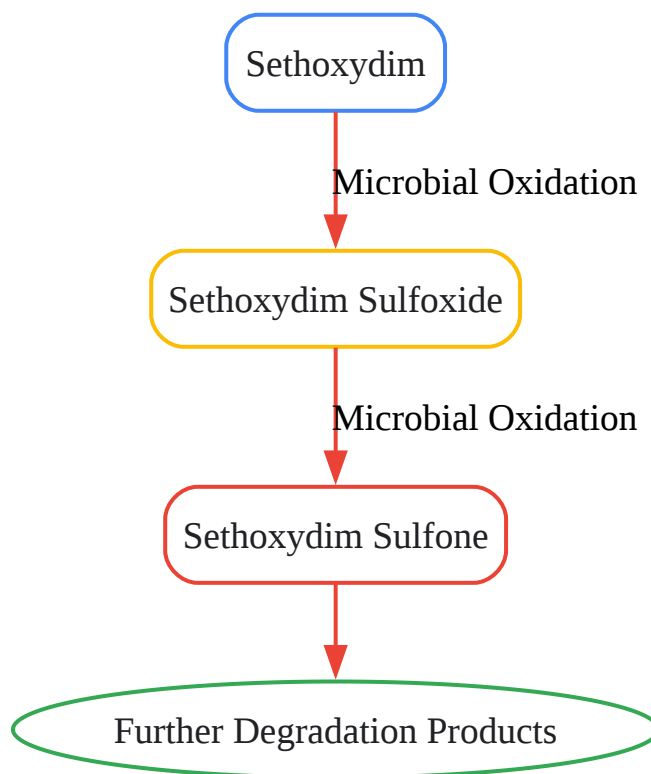 Sethoxydim
Microbial Oxidation
Sethoxydim Sulfoxide
Microbial Oxidation
Sethoxydim Sulfone
Further Degradation Products